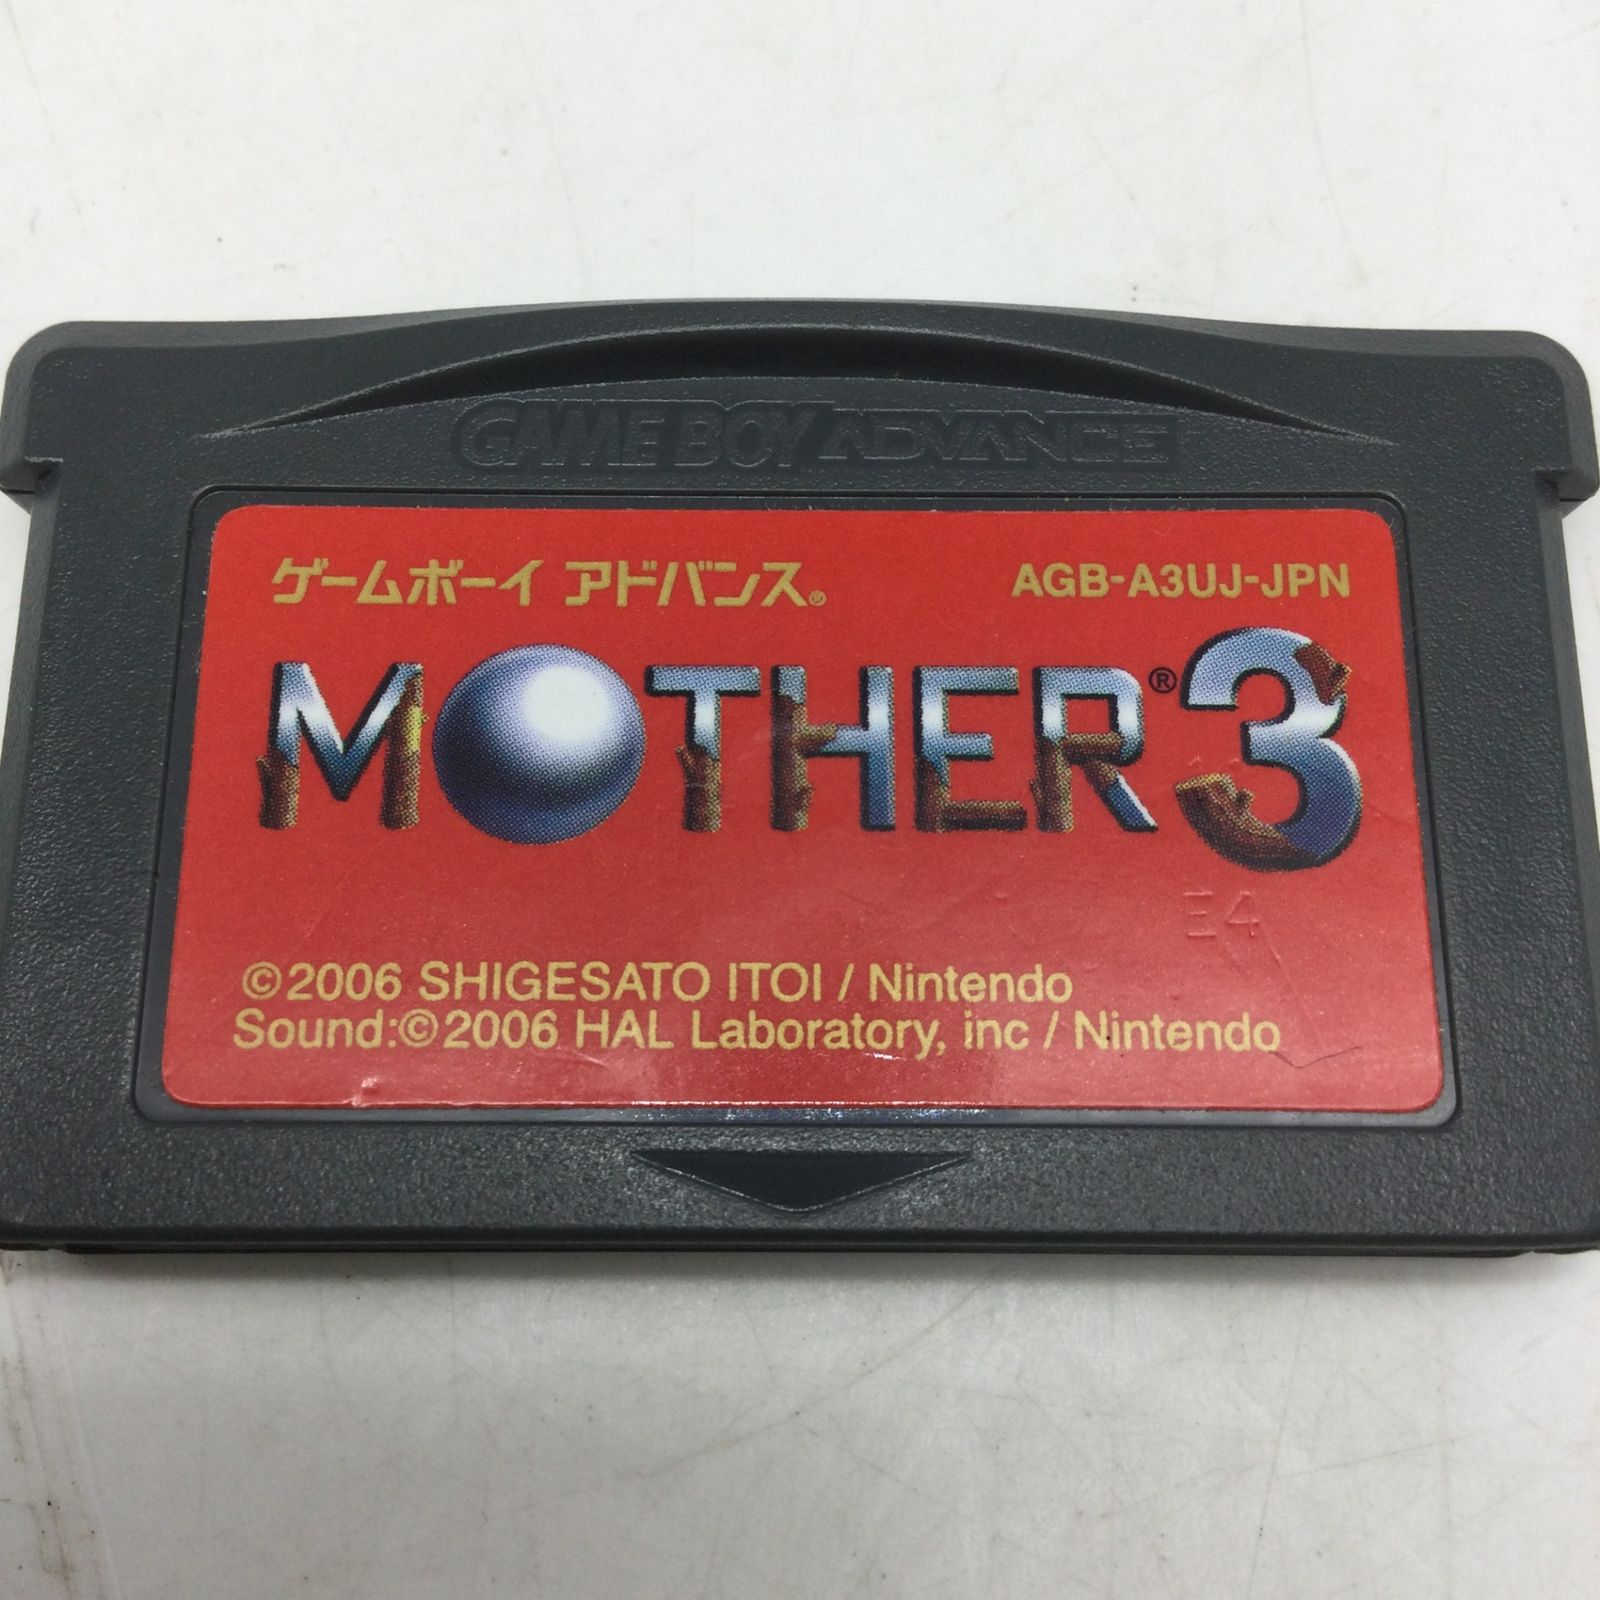 GAME BOY ADVANCE
ゲームボーイ アドバンス® AGB-A3UJ-JPN
MOTHER®3
E4
©2006 SHIGESATO ITOI / Nintendo
Sound:©2006 HAL Laboratory, inc / Nintendo